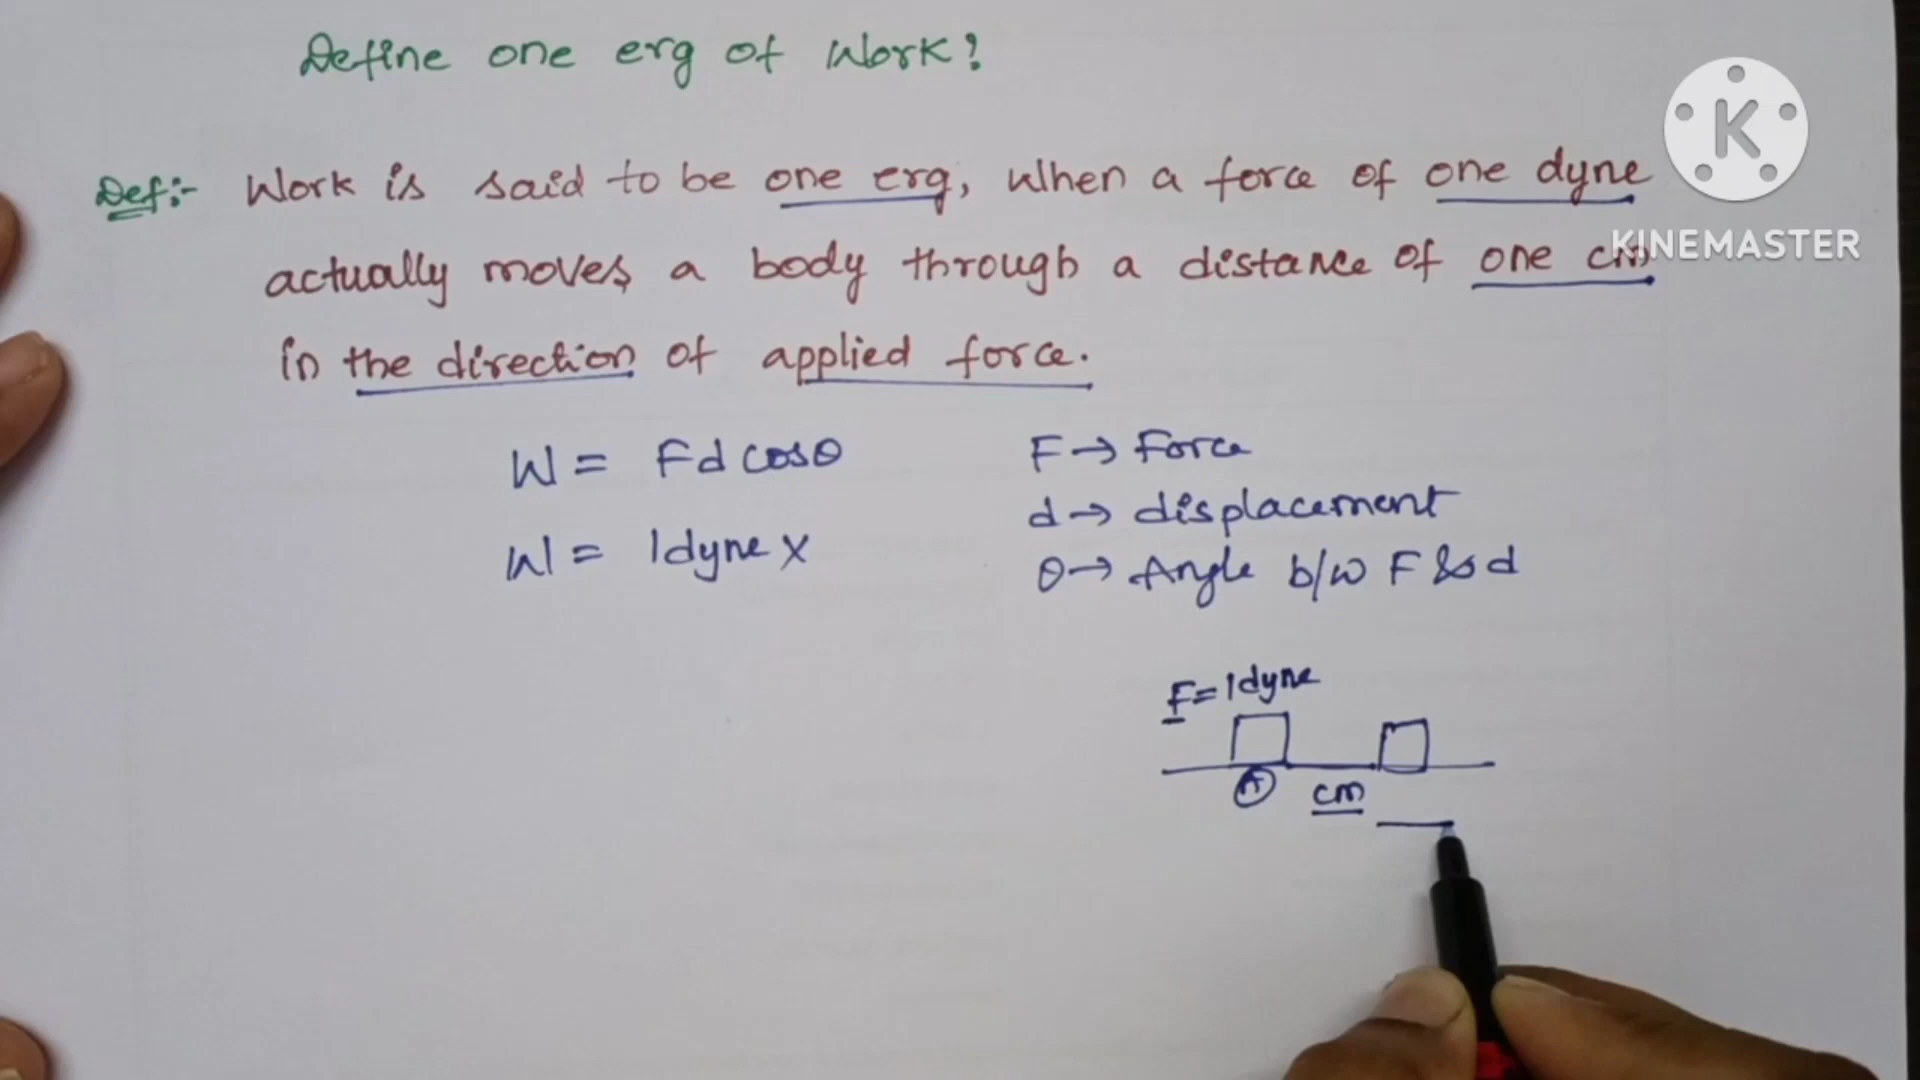 Define one erg of work?
Def:- Work is said to be one erg, when a force of one dyne
actually moves a body through a distance of one cm
in the direction of applied force.
W = Fd cosθ
W = 1dyne x
F → Force
d → displacement
θ → Angle b/w F & d
F = 1dyne
A
cm
K
KINEMASTER